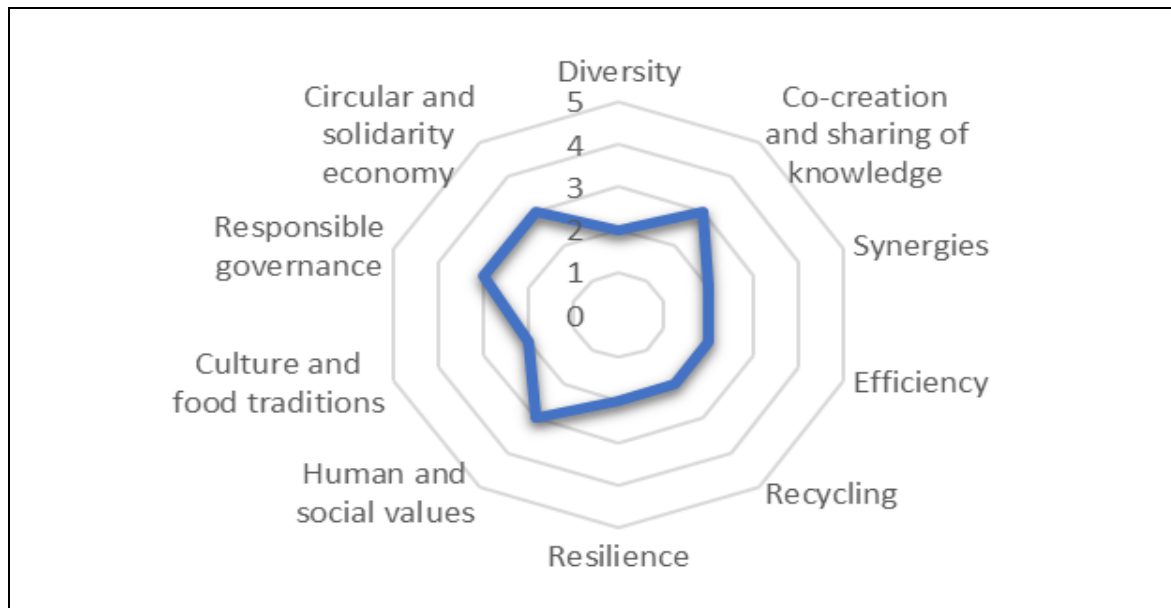 Diversity
Co-creation
and sharing of
knowledge
Synergies
Efficiency
Recycling
Resilience
Human and
social values
Culture and
food traditions
Responsible
governance
Circular and
solidarity
economy
5
4
3
2
1
0